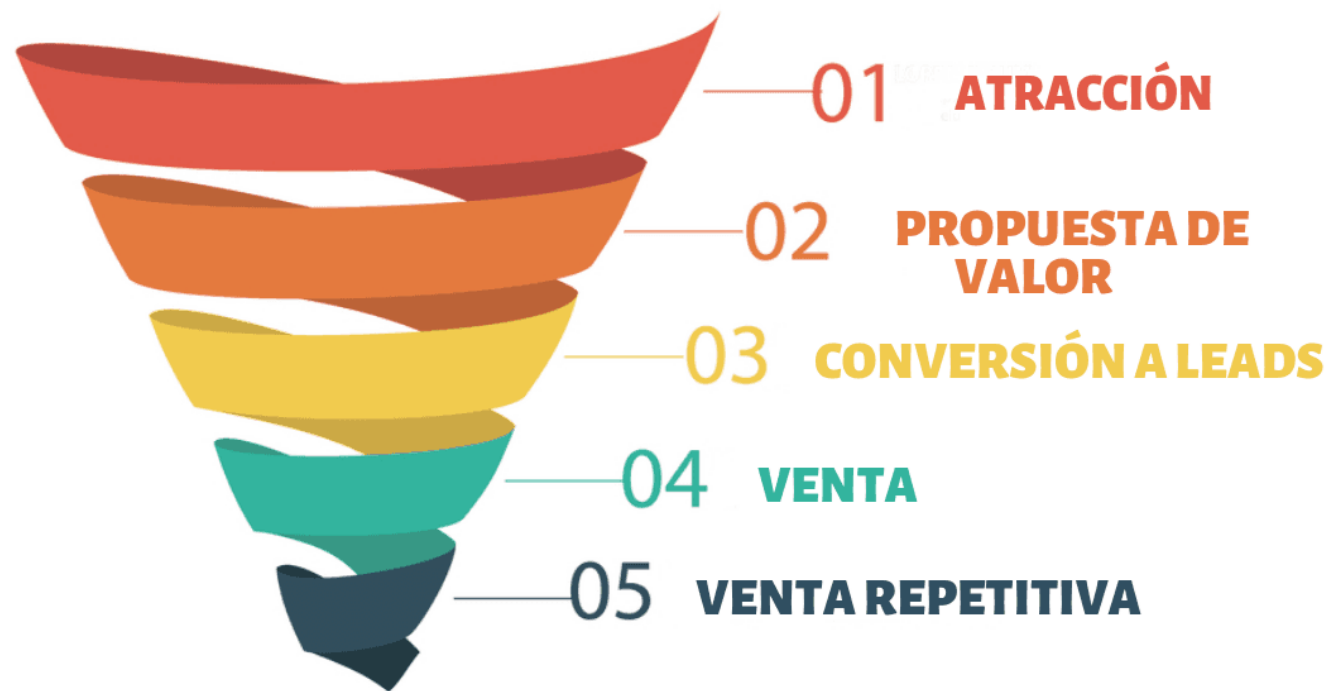 01 ATRACCIÓN
02 PROPUESTA DE
VALOR
03 CONVERSIÓN A LEADS
04 VENTA
05 VENTA REPETITIVA